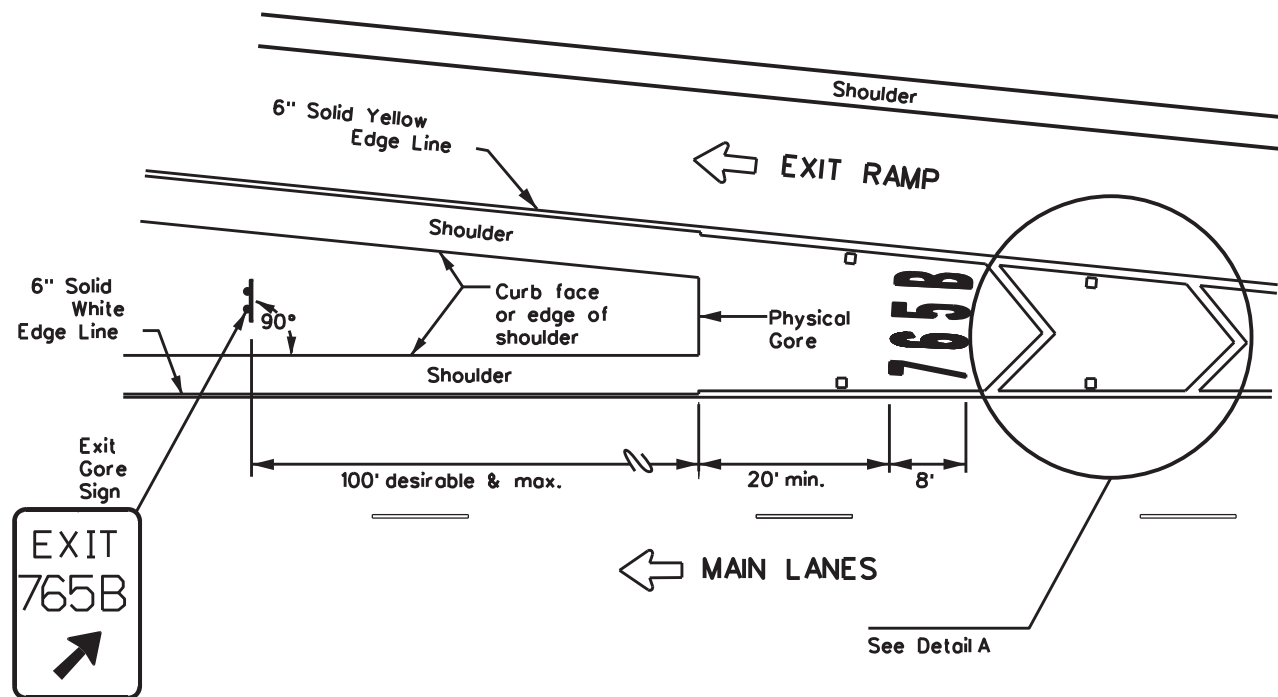 Shoulder
6" Solid Yellow
Edge Line
EXIT RAMP
Shoulder
6" Solid
White
Edge Line
90°
Curb face
or edge of
shoulder
Physical
Gore
765B
Shoulder
Exit
Gore
Sign
100' desirable & max.
20' min.
8'
EXIT
765B
MAIN LANES
See Detail A